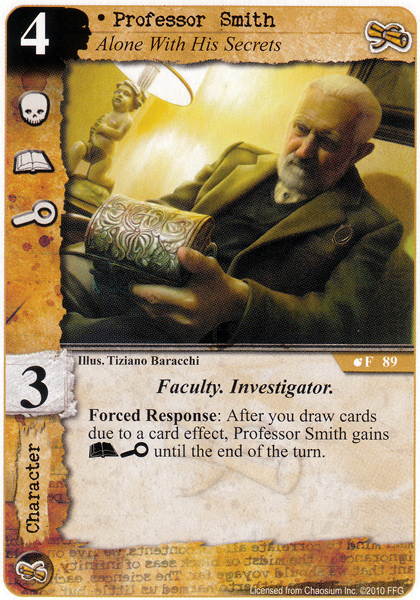 4
• Professor Smith
Alone With His Secrets
Illus. Tiziano Baracchi
F 89
3
Faculty. Investigator.
Forced Response: After you draw cards
due to a card effect, Professor Smith gains
until the end of the turn.
Character
Licensed from Chaosium Inc. ©2010 FFG